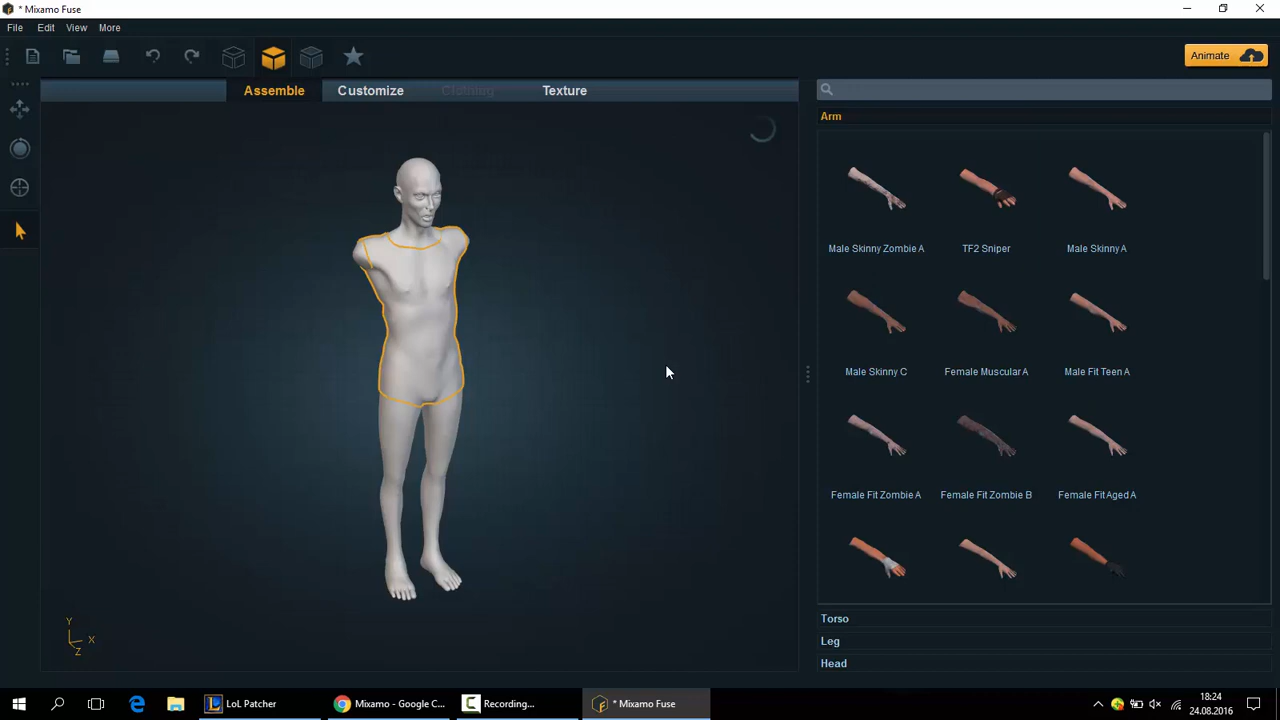 * Mixamo Fuse
File Edit View More
Animate
Assemble Customize Clothing Texture
Arm
Male Skinny Zombie A TF2 Sniper Male Skinny A
Male Skinny C Female Muscular A Male Fit Teen A
Female Fit Zombie A Female Fit Zombie B Female Fit Aged A
Torso
Leg
Head
Y
X
Z
LoL Patcher Mixamo - Google C... Recording... * Mixamo Fuse
18:24
24.08.2016